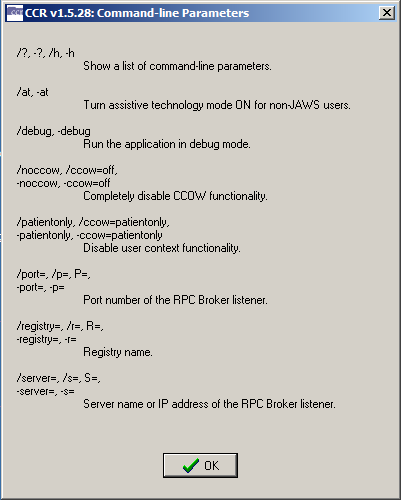 CCR CCR v1.5.28: Command-line Parameters
/?, -?, /h, -h
Show a list of command-line parameters.
/at, -at
Turn assistive technology mode ON for non-JAWS users.
/debug, -debug
Run the application in debug mode.
/noccow, /ccow=off,
-noccow, -ccow=off
Completely disable CCOW functionality.
/patientonly, /ccow=patientonly,
-patientonly, -ccow=patientonly
Disable user context functionality.
/port=, /p=, P=,
-port=, -p=
Port number of the RPC Broker listener.
/registry=, /r=, R=,
-registry=, -r=
Registry name.
/server=, /s=, S=,
-server=, -s=
Server name or IP address of the RPC Broker listener.
OK